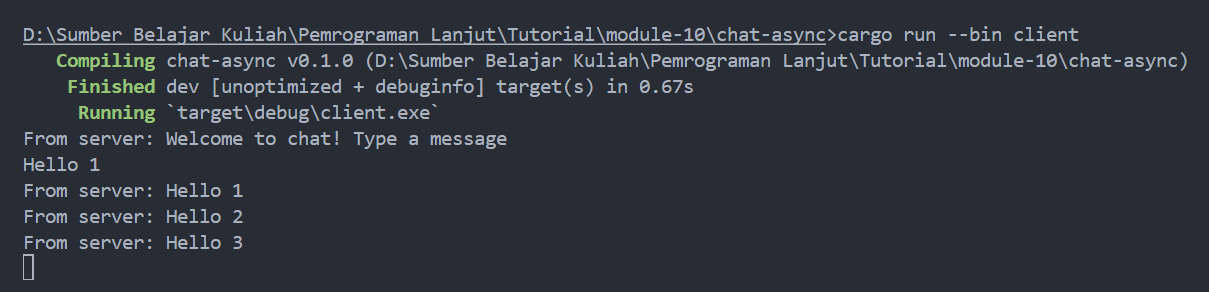 D:\Sumber Belajar Kuliah\Pemrograman Lanjut\Tutorial\module-10\chat-async>cargo run --bin client
Compiling chat-async v0.1.0 (D:\Sumber Belajar Kuliah\Pemrograman Lanjut\Tutorial\module-10\chat-async)
Finished dev [unoptimized + debuginfo] target(s) in 0.67s
Running `target\debug\client.exe`
From server: Welcome to chat! Type a message
Hello 1
From server: Hello 1
From server: Hello 2
From server: Hello 3